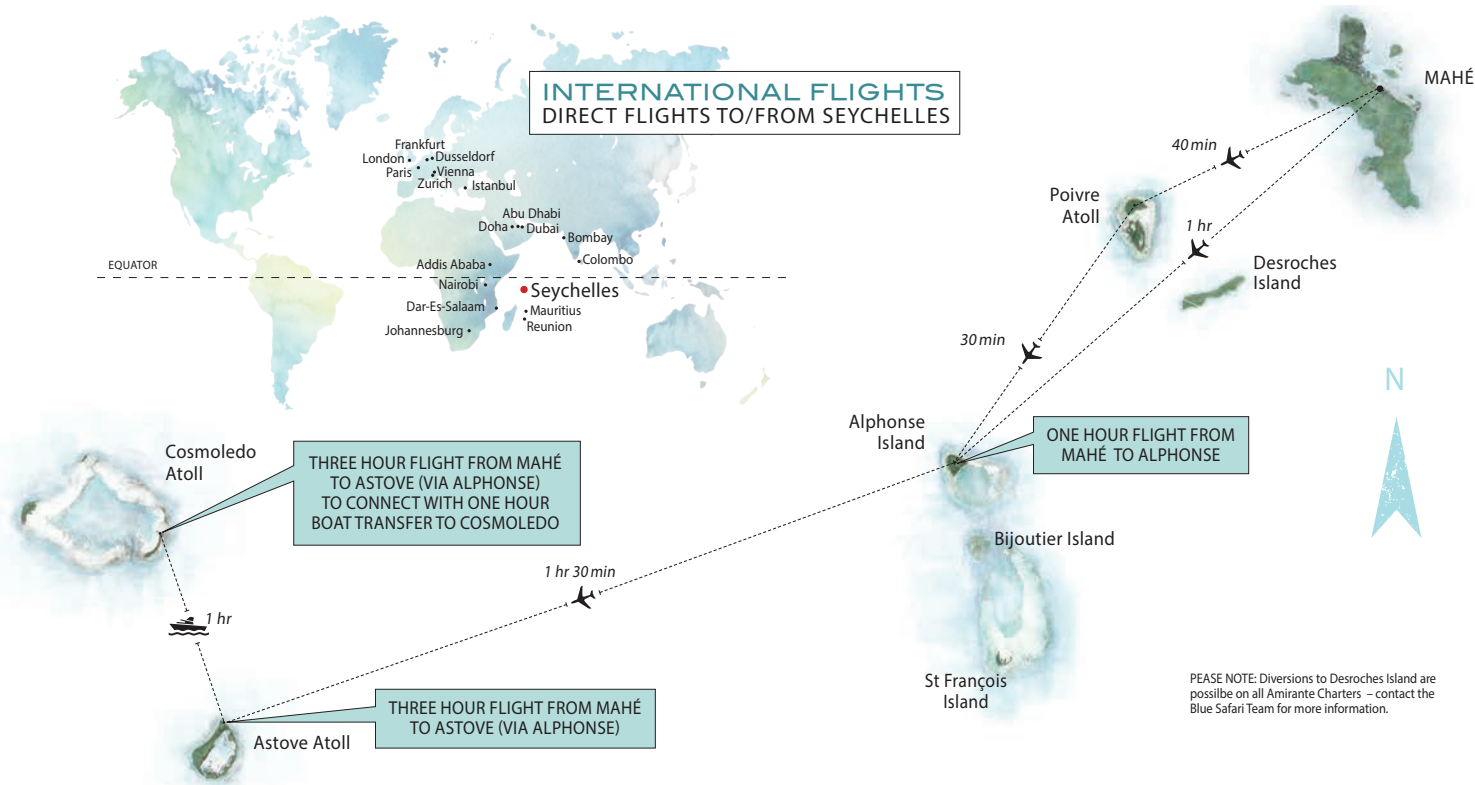 INTERNATIONAL FLIGHTS
DIRECT FLIGHTS TO/FROM SEYCHELLES
Frankfurt
London
Dusseldorf
Paris
Vienna
Zurich
Istanbul
Abu Dhabi
Doha
Dubai
Bombay
Colombo
EQUATOR
Addis Ababa
Nairobi
Seychelles
Dar-Es-Salaam
Mauritius
Reunion
Johannesburg
MAHÉ
40 min
Poivre
Atoll
1 hr
Desroches
Island
30 min
N
Alphonse
Island
ONE HOUR FLIGHT FROM
MAHÉ TO ALPHONSE
Cosmoledo
Atoll
THREE HOUR FLIGHT FROM MAHÉ
TO ASTOVE (VIA ALPHONSE)
TO CONNECT WITH ONE HOUR
BOAT TRANSFER TO COSMOLEDO
Bijoutier Island
1 hr 30 min
1 hr
St François
Island
PEASE NOTE: Diversions to Desroches Island are
possilbe on all Amirante Charters – contact the
Blue Safari Team for more information.
THREE HOUR FLIGHT FROM MAHÉ
TO ASTOVE (VIA ALPHONSE)
Astove Atoll